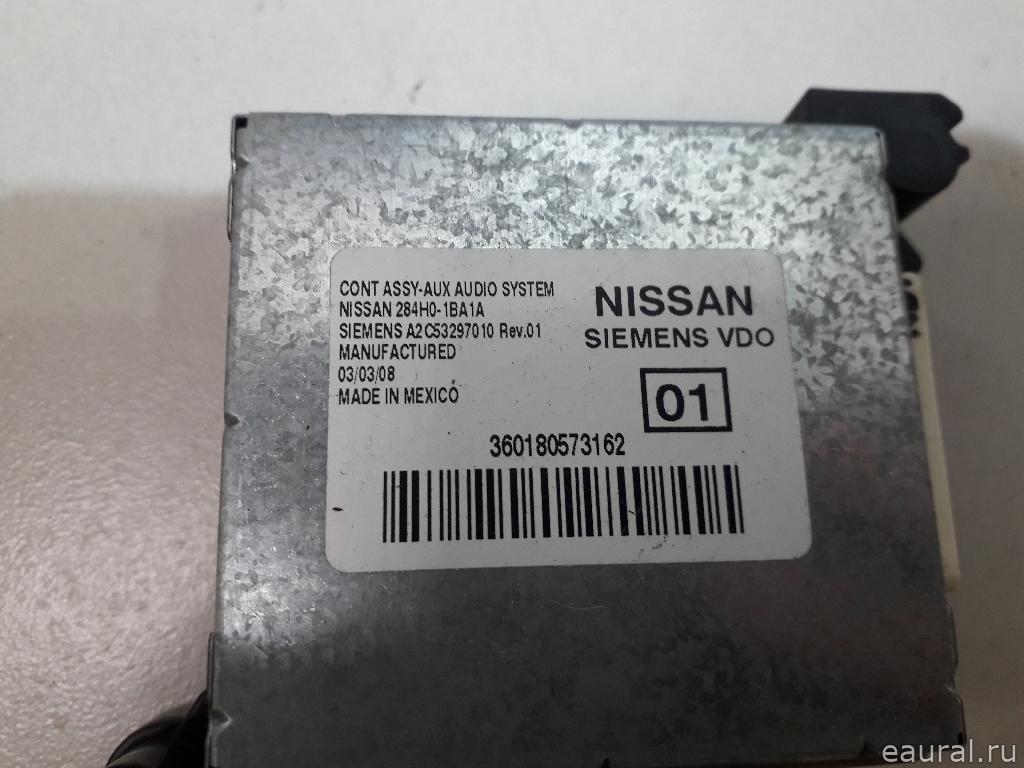 CONT ASSY-AUX AUDIO SYSTEM
NISSAN 284H0-1BA1A
SIEMENS A2C53297010 Rev.01
MANUFACTURED
03/03/08
MADE IN MEXICO
NISSAN
SIEMENS VDO
01
360180573162
eaural.ru